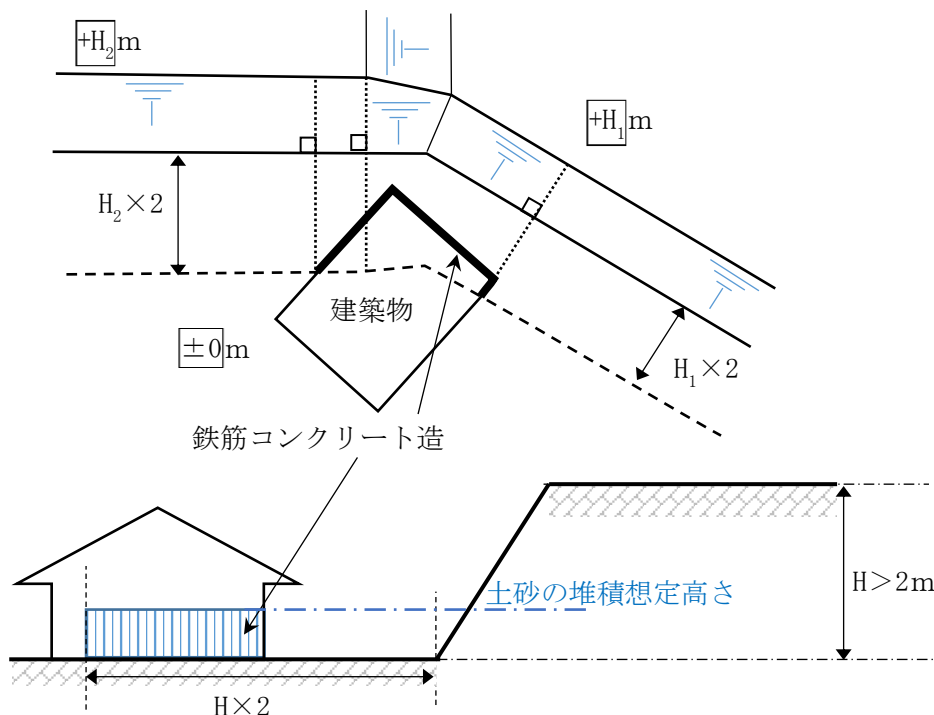 +H₂m
+H₁m
H₂×2
建築物
±0m
H₁×2
鉄筋コンクリート造
土砂の堆積想定高さ
H＞2m
H×2